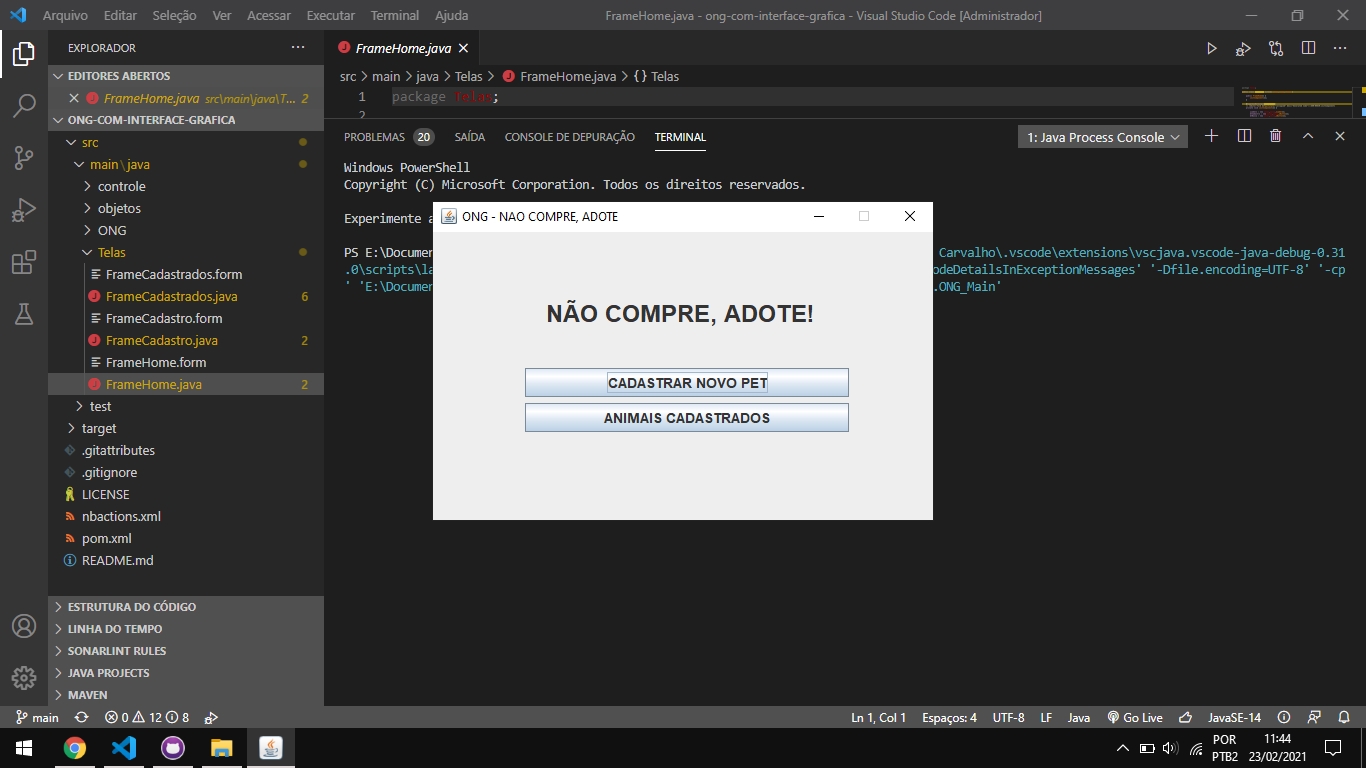 Arquivo Editar Seleção Ver Acessar Executar Terminal Ajuda
FrameHome.java - ong-com-interface-grafica - Visual Studio Code [Administrador]
EXPLORADOR
EDITORES ABERTOS
FrameHome.java src\main\java\T... 2
ONG-COM-INTERFACE-GRAFICA
src
main\java
controle
objetos
ONG
Telas
FrameCadastrados.form
FrameCadastrados.java 6
FrameCadastro.form
FrameCadastro.java 2
FrameHome.form
FrameHome.java 2
test
target
.gitattributes
.gitignore
LICENSE
nbactions.xml
pom.xml
README.md
ESTRUTURA DO CÓDIGO
LINHA DO TEMPO
SONARLINT RULES
JAVA PROJECTS
MAVEN
FrameHome.java
src > main > java > Telas > FrameHome.java > {} Telas
1 package Telas;
2
PROBLEMAS 20 SAÍDA CONSOLE DE DEPURAÇÃO TERMINAL
1: Java Process Console
Windows PowerShell
Copyright (C) Microsoft Corporation. Todos os direitos reservados.
Experimente a
PS E:\Documen Carvalho\.vscode\extensions\vscjava.vscode-java-debug-0.31
.0\scripts\la odeDetailsInExceptionMessages' '-Dfile.encoding=UTF-8' '-cp
' 'E:\Documen .ONG_Main'
ONG - NAO COMPRE, ADOTE
NÃO COMPRE, ADOTE!
CADASTRAR NOVO PET
ANIMAIS CADASTRADOS
main 0 12 8
Ln 1, Col 1 Espaços: 4 UTF-8 LF Java Go Live JavaSE-14
POR
PTB2
11:44
23/02/2021